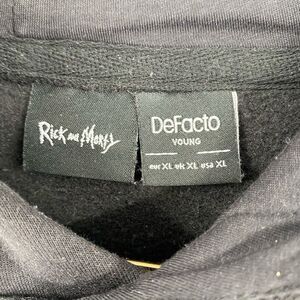 Rick and Morty
DeFacto
YOUNG
eur XL uk XL usa XL